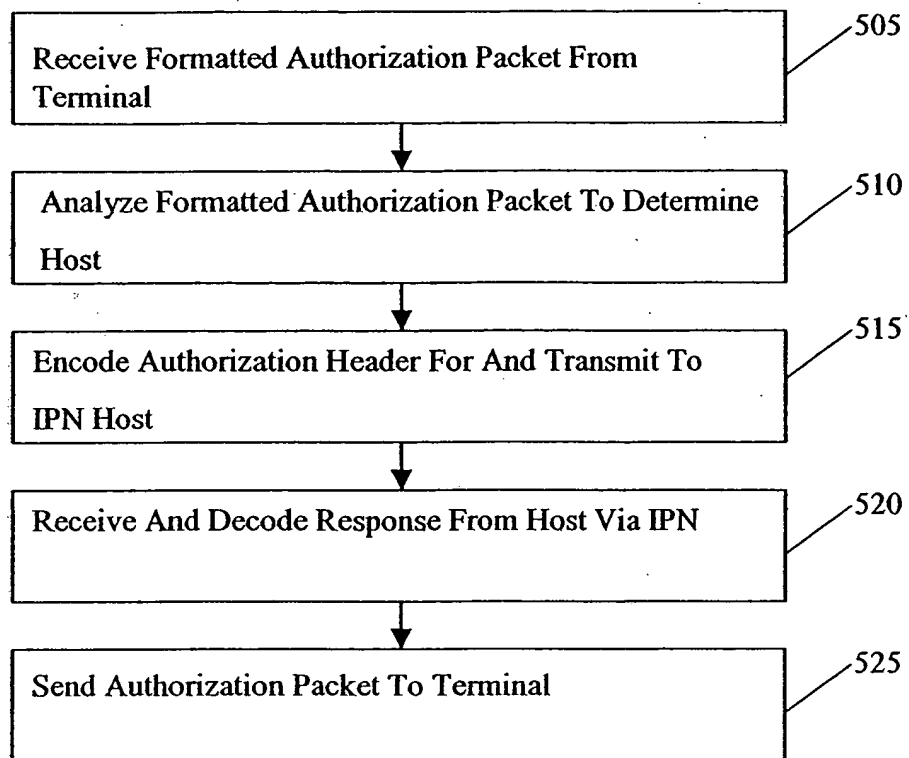 505
Receive Formatted Authorization Packet From
Terminal
510
Analyze Formatted Authorization Packet To Determine
Host
515
Encode Authorization Header For And Transmit To
IPN Host
520
Receive And Decode Response From Host Via IPN
525
Send Authorization Packet To Terminal